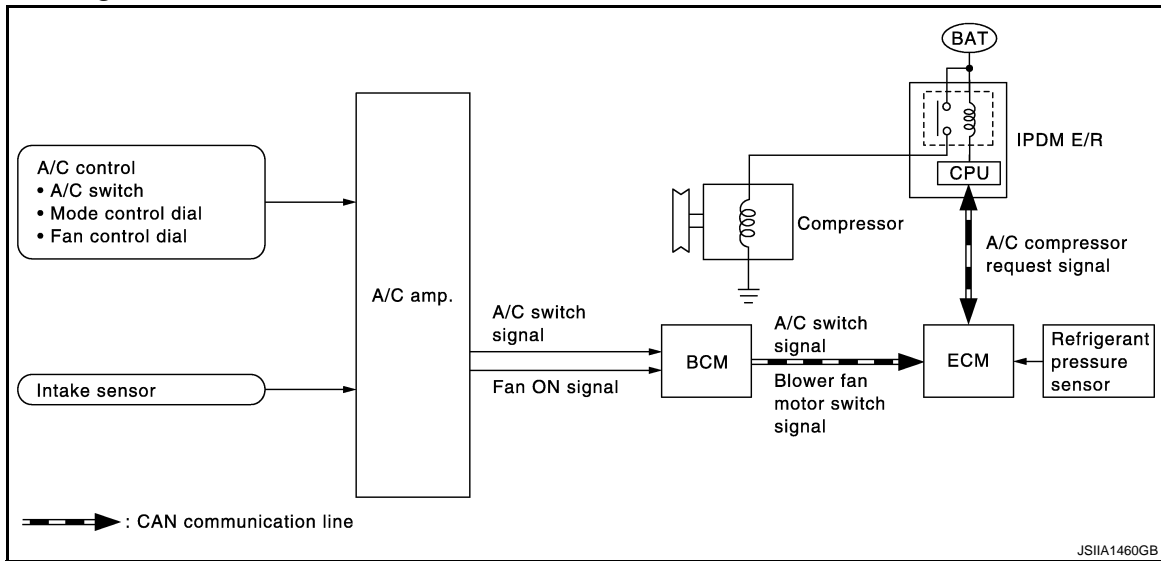 BAT
IPDM E/R
CPU
A/C control
• A/C switch
• Mode control dial
• Fan control dial
Compressor
A/C compressor
request signal
A/C amp.
A/C switch
signal
Fan ON signal
BCM
A/C switch
signal
Blower fan
motor switch
signal
ECM
Refrigerant
pressure
sensor
Intake sensor
: CAN communication line
JSIIA1460GB